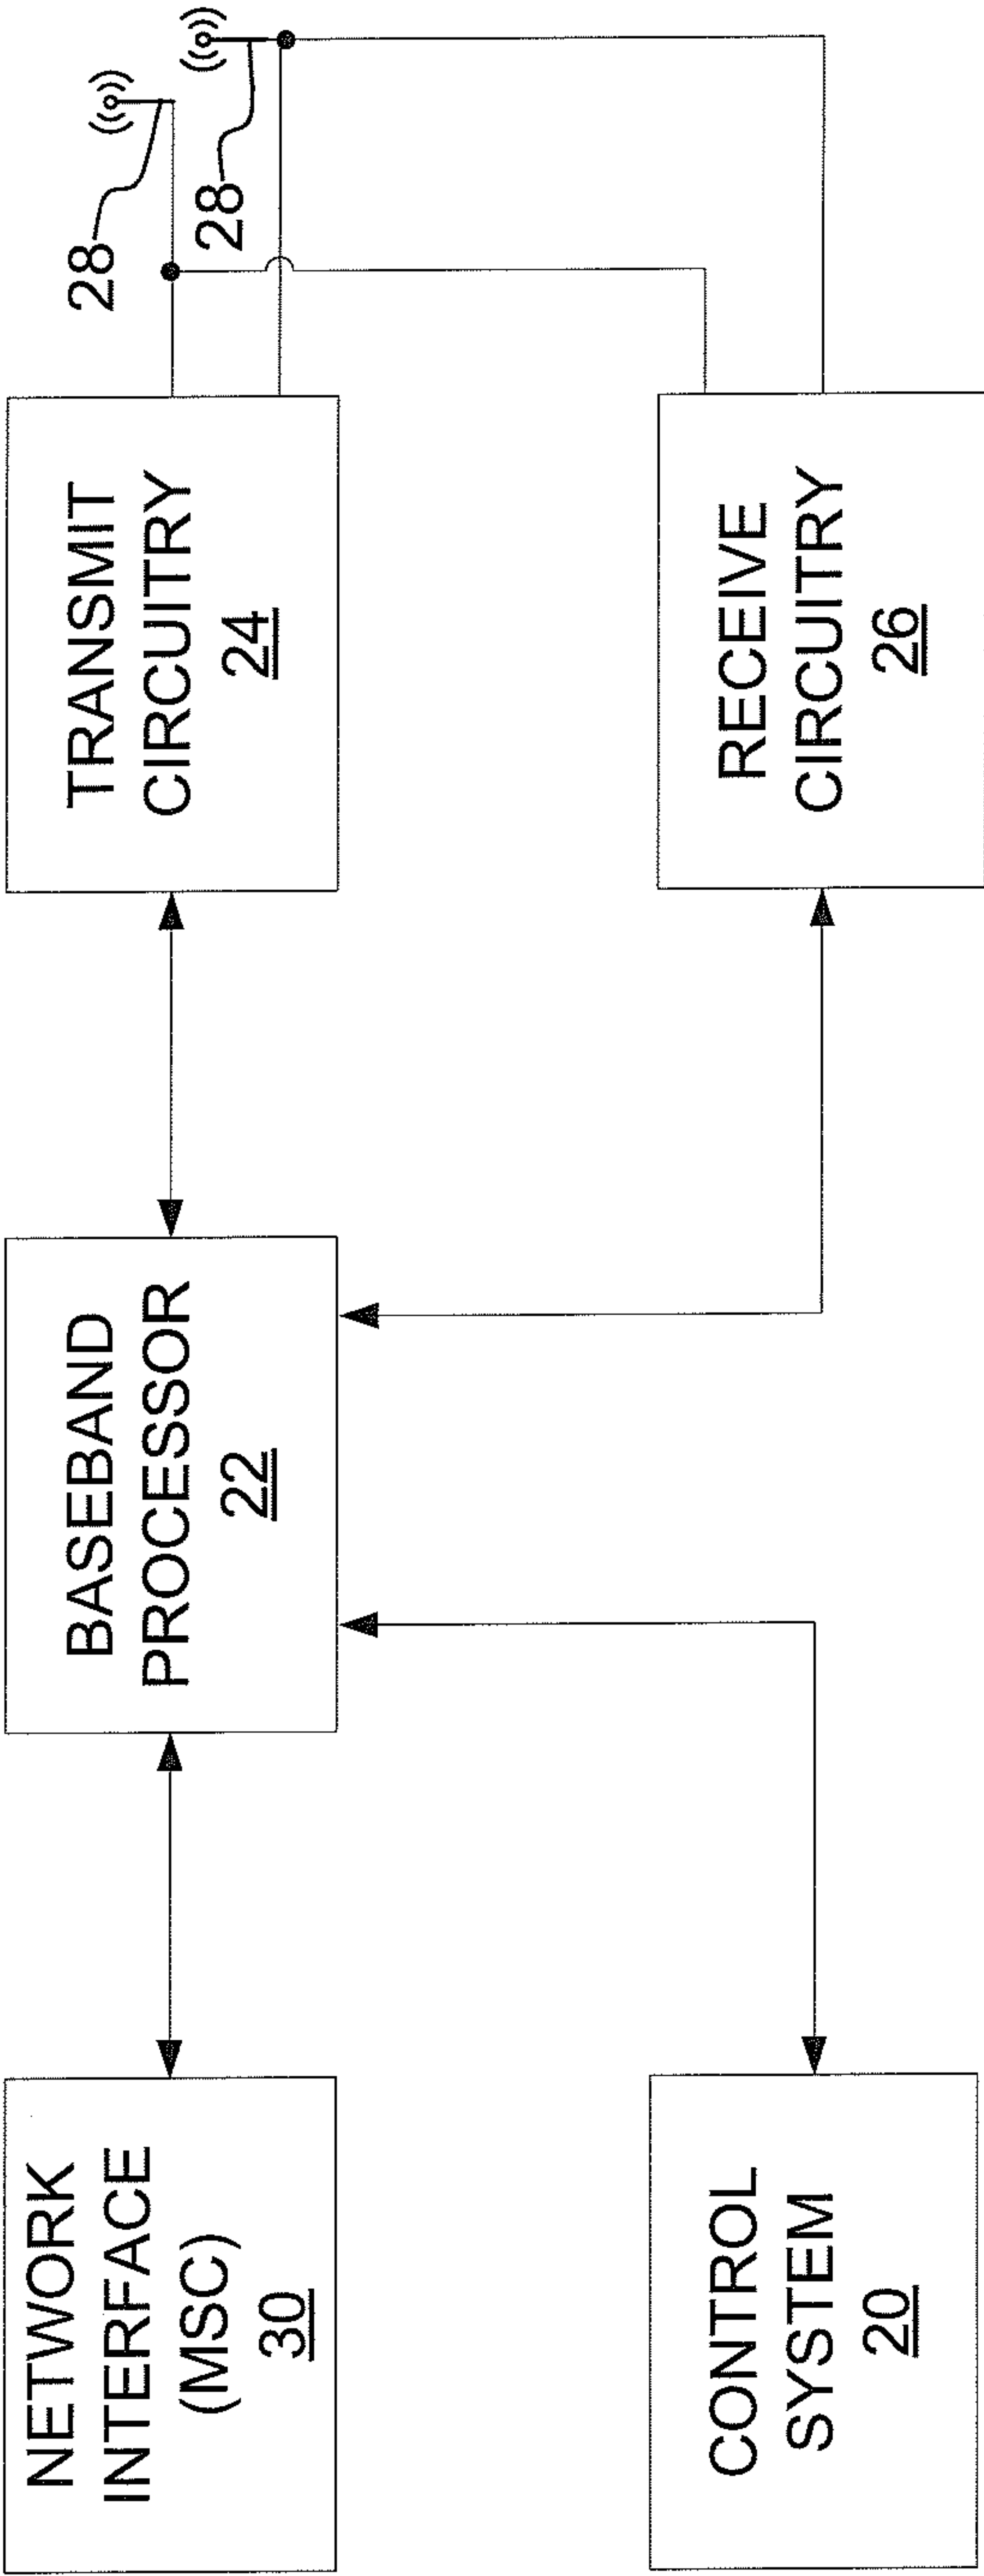 NETWORK
INTERFACE
(MSC)
30
BASEBAND
PROCESSOR
22
TRANSMIT
CIRCUITRY
24
28
28
CONTROL
SYSTEM
20
RECEIVE
CIRCUITRY
26